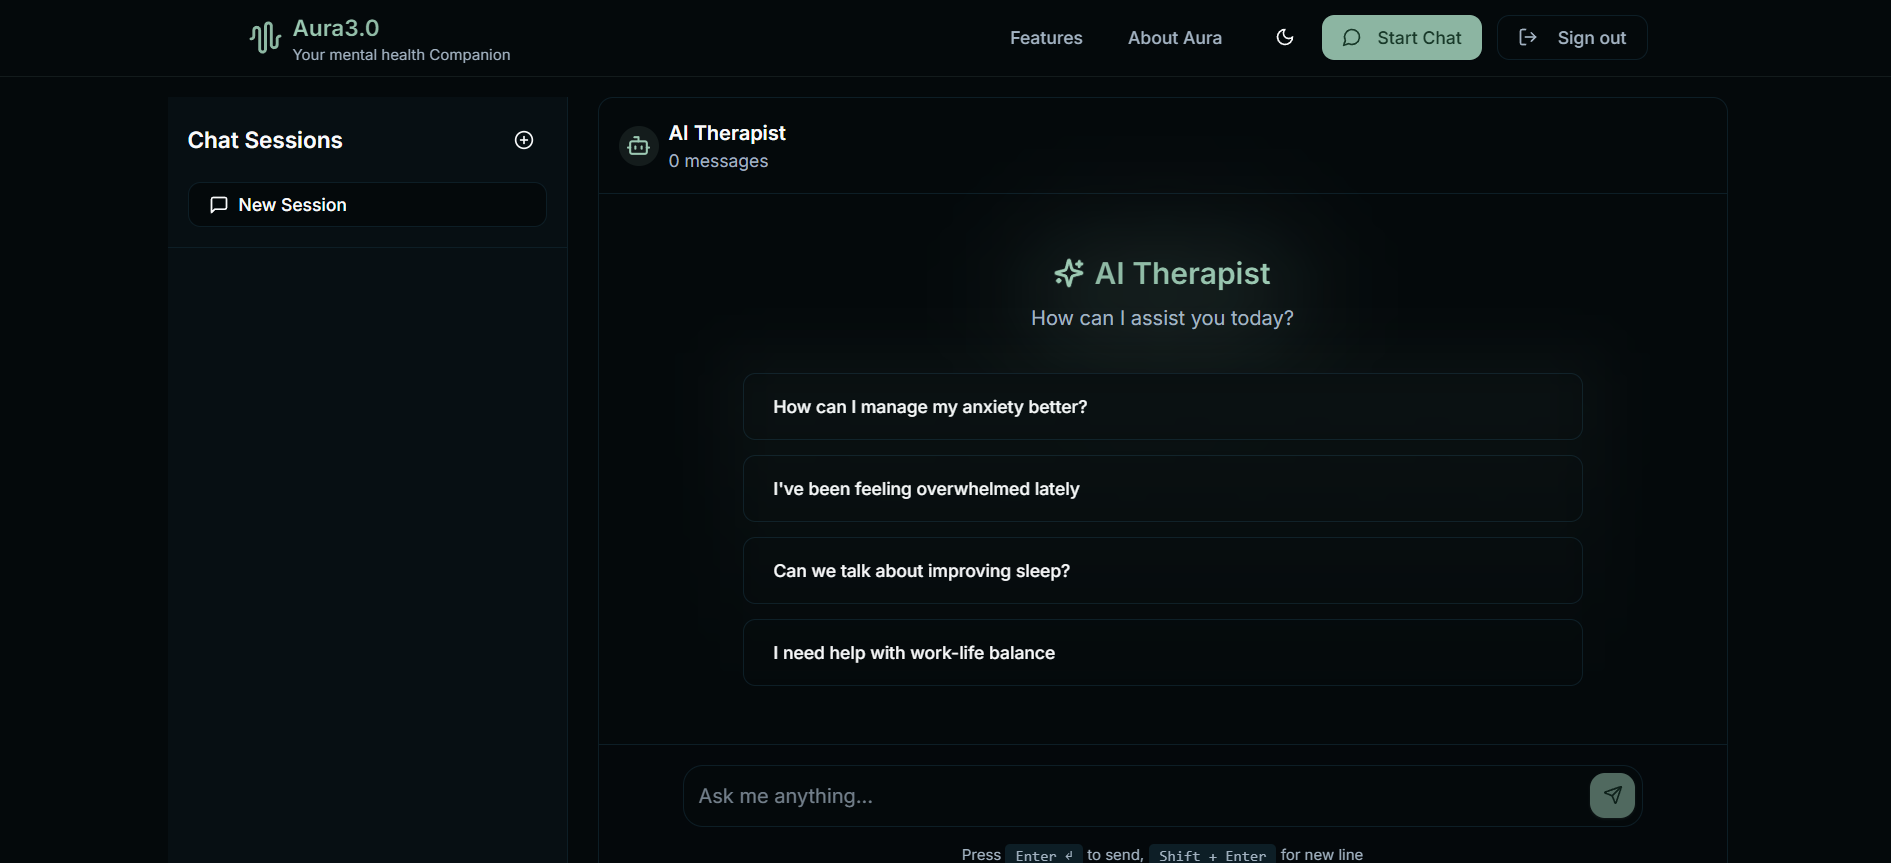 Aura3.0
Your mental health Companion
Features
About Aura
Start Chat
Sign out
Chat Sessions
New Session
AI Therapist
0 messages
AI Therapist
How can I assist you today?
How can I manage my anxiety better?
I've been feeling overwhelmed lately
Can we talk about improving sleep?
I need help with work-life balance
Ask me anything...
Press Enter ↲ to send, Shift + Enter for new line